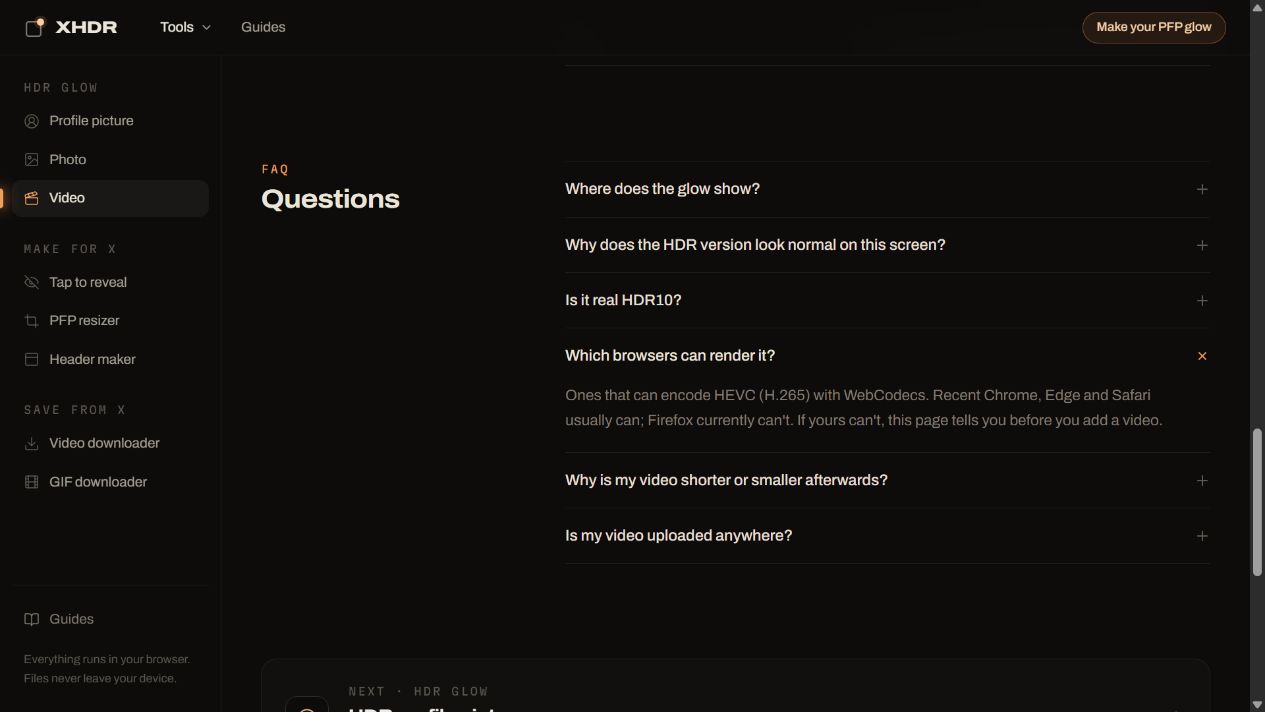 XHDR
Tools
Guides
Make your PFP glow
HDR GLOW
Profile picture
Photo
Video
MAKE FOR X
Tap to reveal
PFP resizer
Header maker
SAVE FROM X
Video downloader
GIF downloader
Guides
Everything runs in your browser.
Files never leave your device.
FAQ
Questions
Where does the glow show?
Why does the HDR version look normal on this screen?
Is it real HDR10?
Which browsers can render it?
Ones that can encode HEVC (H.265) with WebCodecs. Recent Chrome, Edge and Safari
usually can; Firefox currently can't. If yours can't, this page tells you before you add a video.
Why is my video shorter or smaller afterwards?
Is my video uploaded anywhere?
NEXT · HDR GLOW